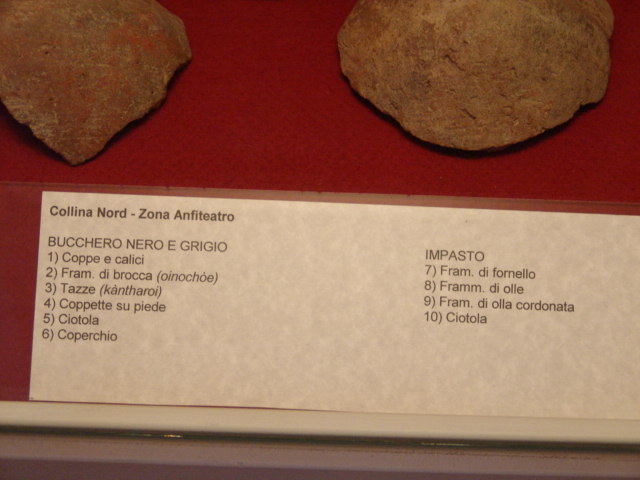 Collina Nord - Zona Anfiteatro
BUCCHERO NERO E GRIGIO
1) Coppe e calici
2) Fram. di brocca (oinochòe)
3) Tazze (kàntharoi)
4) Coppette su piede
5) Ciotola
6) Coperchio
IMPASTO
7) Fram. di fornello
8) Framm. di olle
9) Fram. di olla cordonata
10) Ciotola